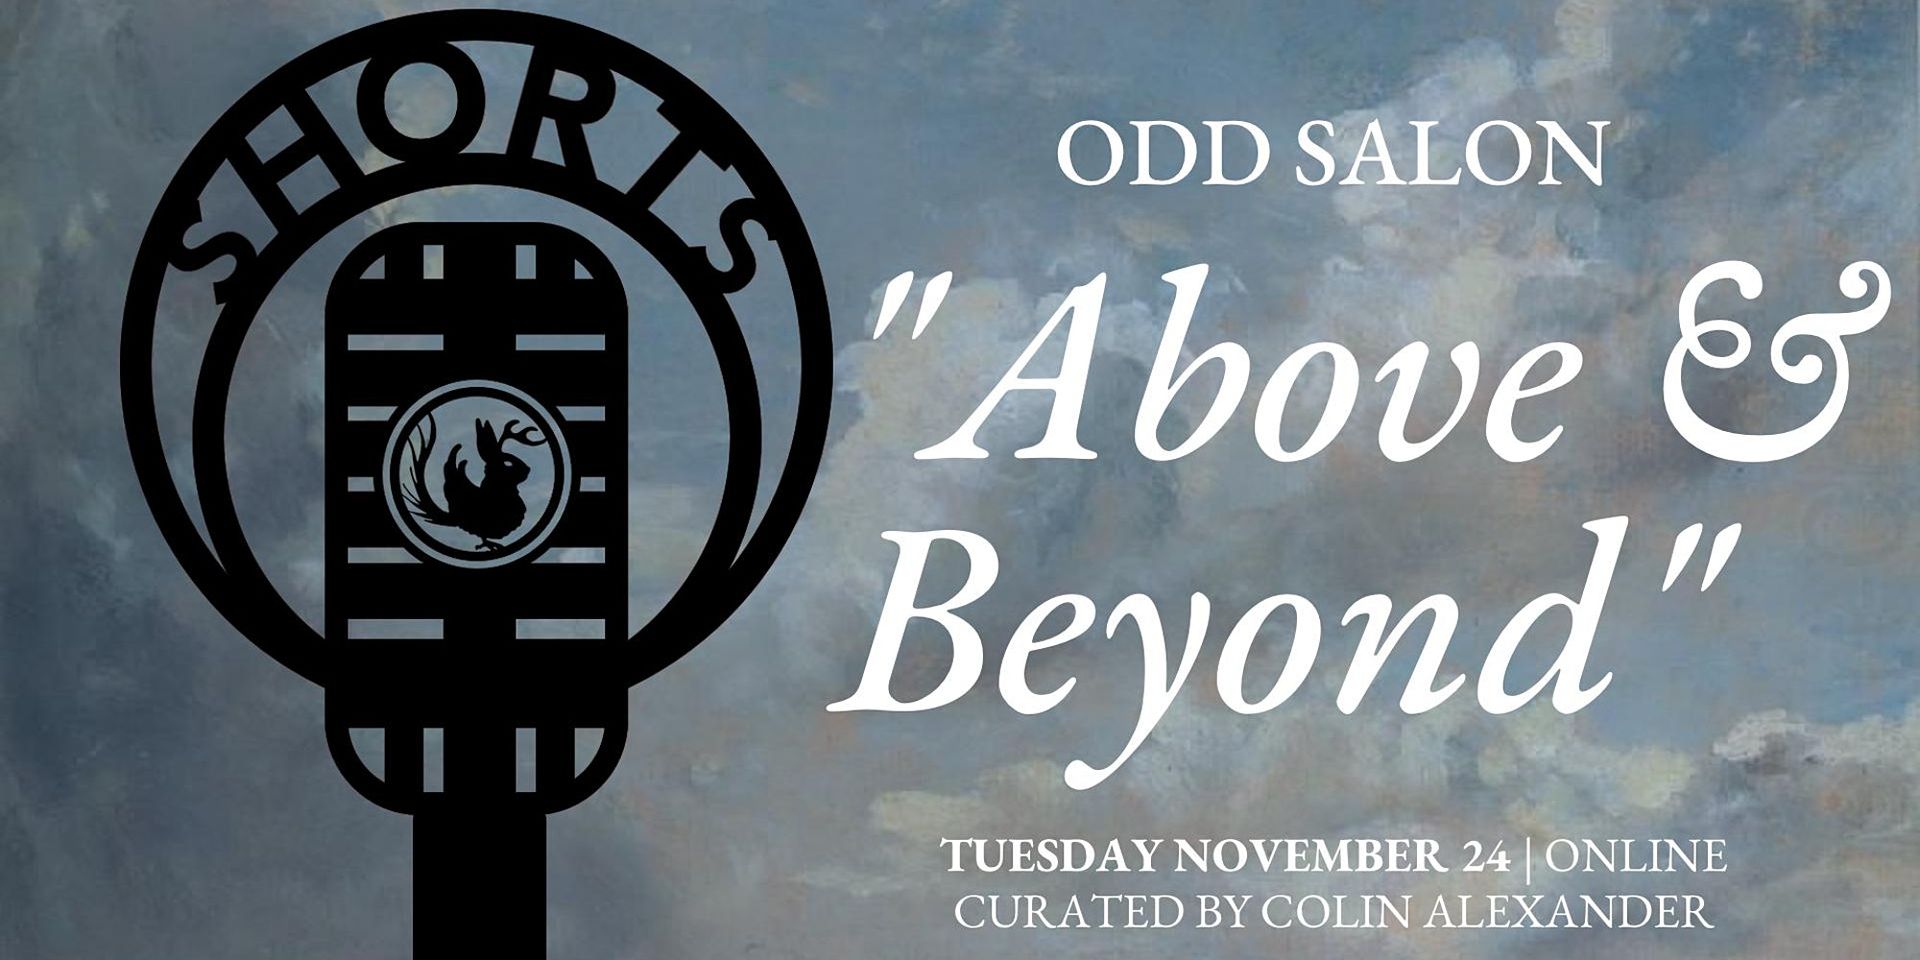 SHORTS
ODD SALON
"Above &
Beyond"
TUESDAY NOVEMBER 24 | ONLINE
CURATED BY COLIN ALEXANDER